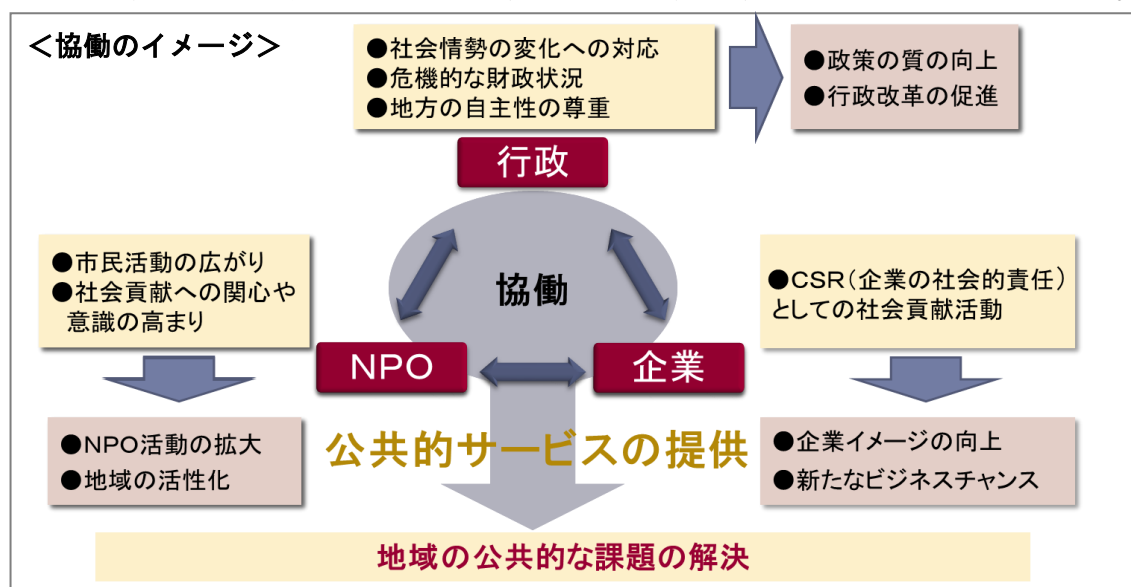 ＜協働のイメージ＞
●社会情勢の変化への対応
●危機的な財政状況
●地方の自主性の尊重
●政策の質の向上
●行政改革の促進
行政
●市民活動の広がり
●社会貢献への関心や
意識の高まり
協働
●CSR（企業の社会的責任）
としての社会貢献活動
NPO
企業
●NPO活動の拡大
●地域の活性化
公共的サービスの提供
●企業イメージの向上
●新たなビジネスチャンス
地域の公共的な課題の解決